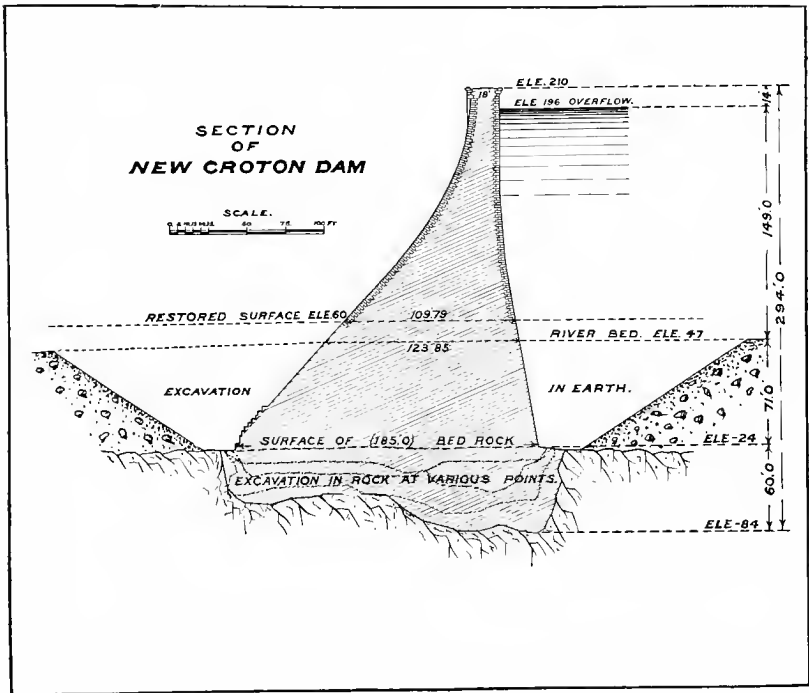 SECTION
OF
NEW CROTON DAM
SCALE.
50 75 100 FT
ELE. 210
18'
ELE 196 OVERFLOW.
14.
149.0
294.0
RESTORED SURFACE ELE.60
109.79
RIVER BED. ELE. 47
123.85
EXCAVATION
IN EARTH.
71.0
SURFACE OF (185.0) BED ROCK
ELE-24
EXCAVATION IN ROCK AT VARIOUS POINTS.
60.0
ELE-84